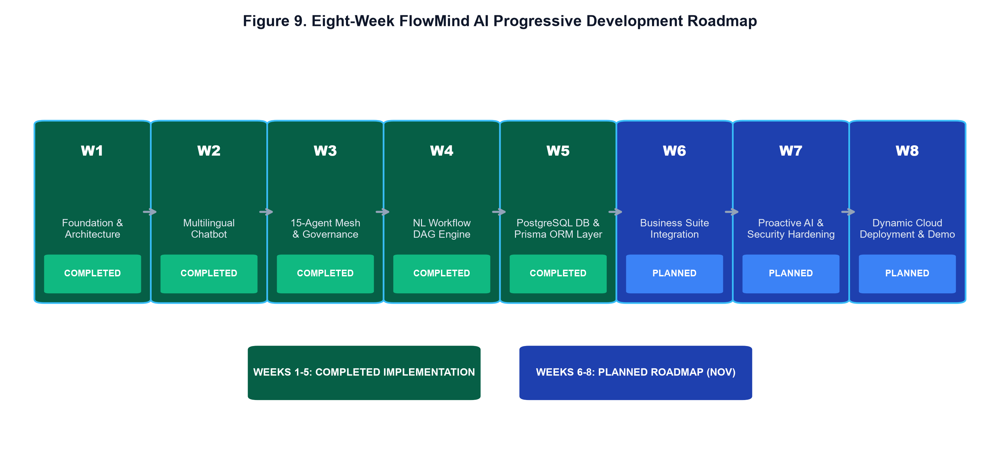 Figure 9. Eight-Week FlowMind AI Progressive Development Roadmap
W1
Foundation &
Architecture
COMPLETED
W2
Multilingual
Chatbot
COMPLETED
W3
15-Agent Mesh
& Governance
COMPLETED
W4
NL Workflow
DAG Engine
COMPLETED
W5
PostgreSQL DB &
Prisma ORM Layer
COMPLETED
W6
Business Suite
Integration
PLANNED
W7
Proactive AI &
Security Hardening
PLANNED
W8
Dynamic Cloud
Deployment & Demo
PLANNED
WEEKS 1-5: COMPLETED IMPLEMENTATION
WEEKS 6-8: PLANNED ROADMAP (NOV)